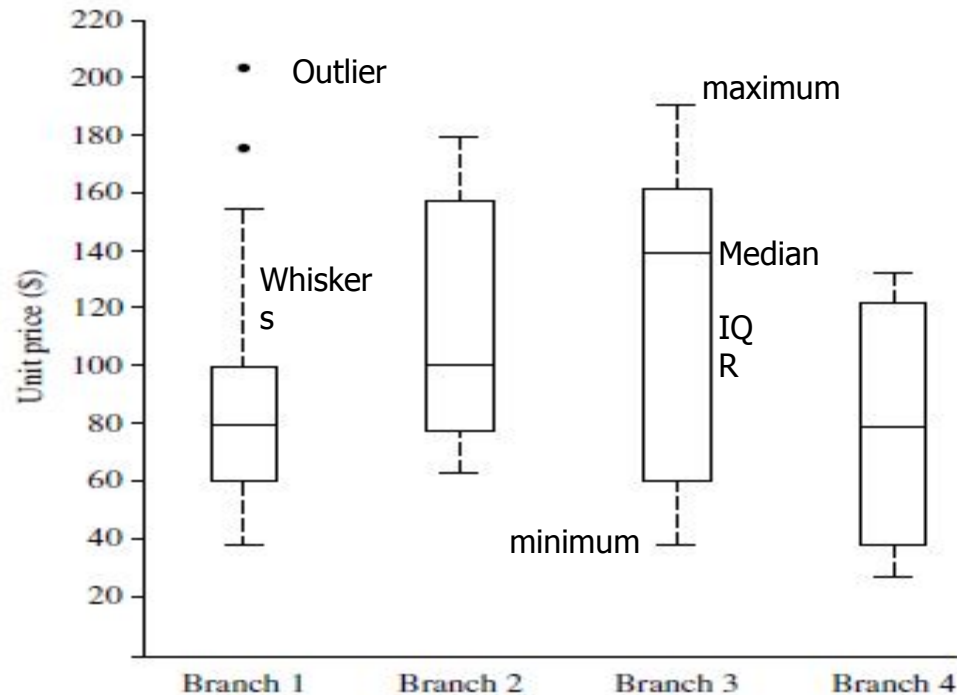 220
200
180
160
140
120
100
80
60
40
20
Unit price ($)
Outlier
maximum
Whisker
s
Median
IQ
R
minimum
Branch 1 Branch 2 Branch 3 Branch 4